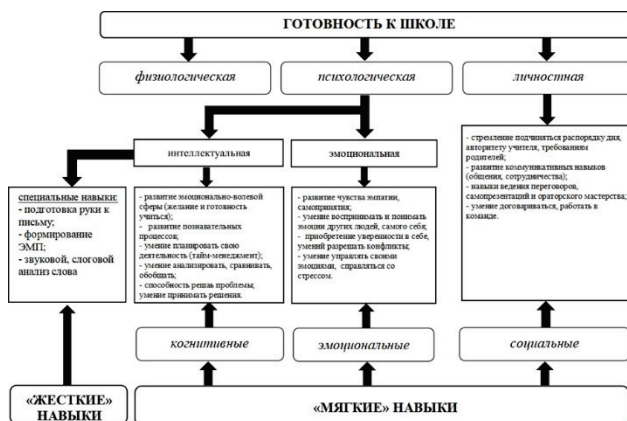 ГОТОВНОСТЬ К ШКОЛЕ
физиологическая
психологическая
личностная
интеллектуальная
эмоциональная
специальные навыки:
- подготовка руки к
письму;
- формирование
ЭМП;
- звуковой, слоговой
анализ слова
- развитие эмоционально-волевой
сферы (желание и готовность
учиться);
- развитие познавательных
процессов;
- умение планировать свою
деятельность (тайм-менеджмент);
- умение анализировать, сравнивать,
обобщать;
- способность решать проблемы,
умение принимать решения.
- развитие чувства эмпатии,
самопринятия;
- умение воспринимать и понимать
эмоции других людей, самого себя;
- приобретение уверенности в себе,
умений разрешать конфликты;
- умение управлять своими
эмоциями, справляться со
стрессом.
- стремление подчиняться распорядку дня,
авторитету учителя, требованиям
родителей;
- развитие коммуникативных навыков
(общения, сотрудничества);
- навыки ведения переговоров,
самопрезентаций и ораторского мастерства;
- умение договариваться, работать в
команде.
когнитивные
эмоциональные
социальные
«ЖЕСТКИЕ»
НАВЫКИ
«МЯГКИЕ» НАВЫКИ